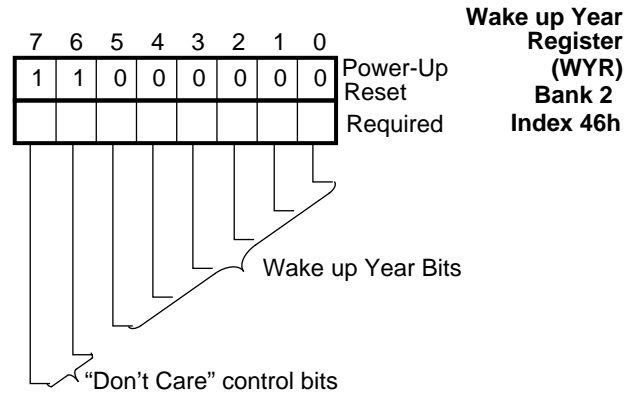 Wake up Year
Register
(WYR)
Bank 2
Index 46h
7 6 5 4 3 2 1 0
1 1 0 0 0 0 0 0
Power-Up
Reset
Required
Wake up Year Bits
“Don’t Care” control bits